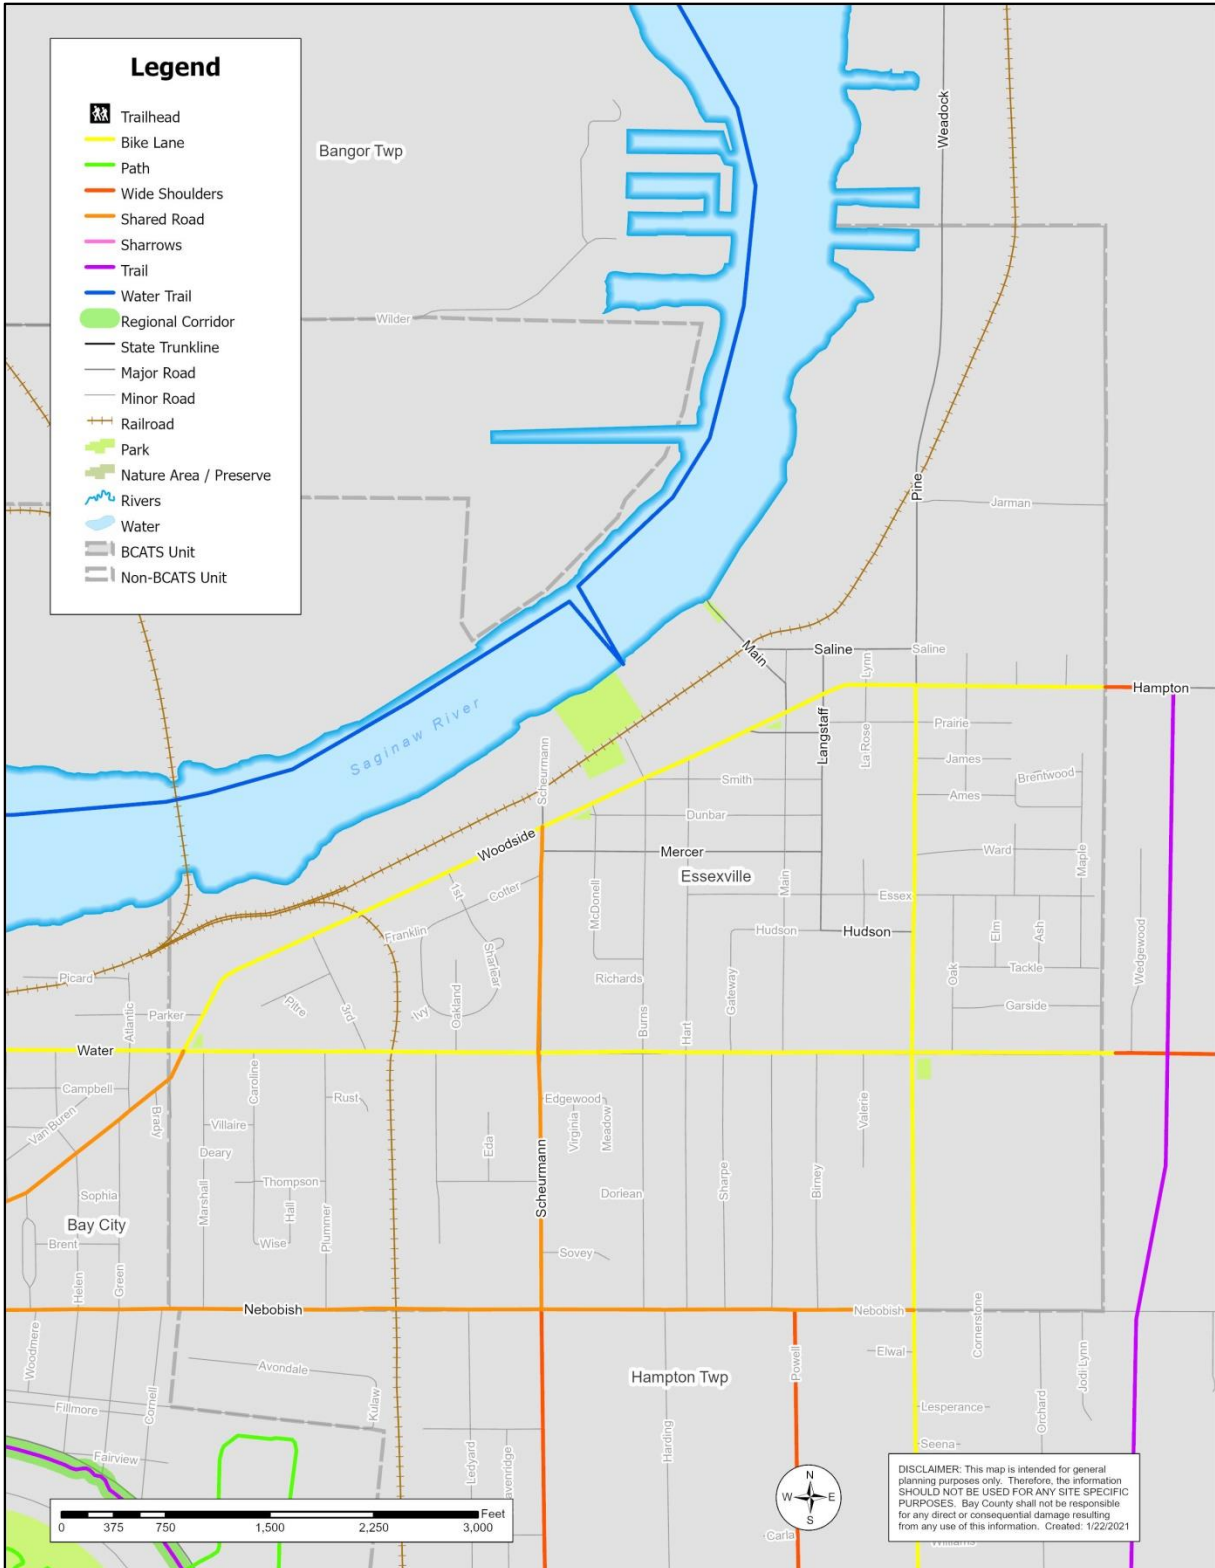 Legend
Trailhead
Bike Lane
Path
Wide Shoulders
Shared Road
Sharrows
Trail
Water Trail
Regional Corridor
State Trunkline
Major Road
Minor Road
Railroad
Park
Nature Area / Preserve
Rivers
Water
BCATS Unit
Non-BCATS Unit
Bangor Twp
Weadock
Wilder
Pine
Jarman
Main
Saline
Saline
Lynn
Hampton
Saginaw River
Langstaff
La Rose
Prairie
Scheurmann
James
Brentwood
Smith
Ames
Dunbar
Woodside
Mercer
Ward
Maple
Essexville
Main
Essex
1st
Cotter
McDonell
Franklin
Hudson
Hudson
Elm
Ash
Wedgewood
Sharlear
Picard
Richards
Gateway
Oak
Tackle
Pitre
3rd
Ivy
Oakland
Burns
Hart
Garside
Parker
Atlantic
Water
Campbell
Caroline
Rust
Edgewood
Van Buren
Brady
Villaire
Eda
Virginia
Meadow
Valerie
Deary
Sophia
Marshall
Thompson
Hall
Plummer
Scheurmann
Dorlean
Sharpe
Birney
Bay City
Brent
Helen
Green
Wise
Sovey
Nebobish
Nebobish
Woodmere
Cornell
Avondale
Kulaw
Hampton Twp
Powell
Elwal
Cornerstone
Jodi Lynn
Orchard
Fillmore
Lesperance
Fairview
Ledyard
avenridge
Harding
Seena
Carla
Williams
N
W E
S
0 375 750 1,500 2,250 3,000
Feet
DISCLAIMER: This map is intended for general
planning purposes only. Therefore, the information
SHOULD NOT BE USED FOR ANY SITE SPECIFIC
PURPOSES. Bay County shall not be responsible
for any direct or consequential damage resulting
from any use of this information. Created: 1/22/2021